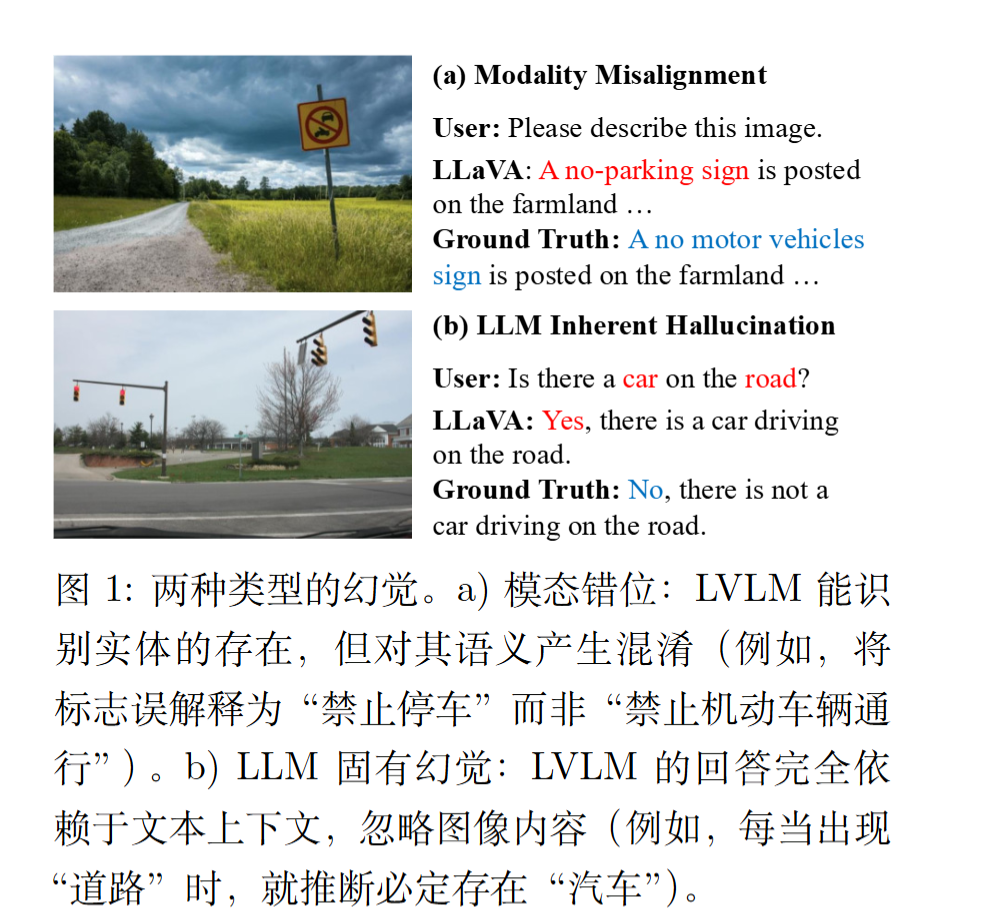 (a) Modality Misalignment
User: Please describe this image.
LLaVA: A no-parking sign is posted
on the farmland …
Ground Truth: A no motor vehicles
sign is posted on the farmland …
(b) LLM Inherent Hallucination
User: Is there a car on the road?
LLaVA: Yes, there is a car driving
on the road.
Ground Truth: No, there is not a
car driving on the road.
图 1: 两种类型的幻觉。a) 模态错位：LVLM 能识
别实体的存在，但对其语义产生混淆（例如，将
标志误解释为“禁止停车”而非“禁止机动车辆通
行”）。b) LLM 固有幻觉：LVLM 的回答完全依
赖于文本上下文，忽略图像内容（例如，每当出现
“道路”时，就推断必定存在“汽车”）。